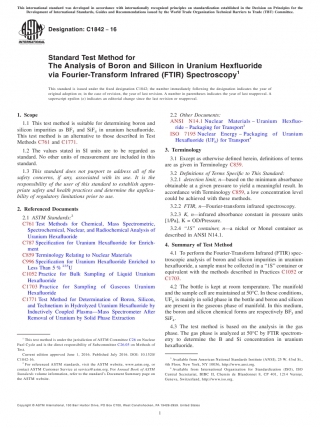 This international standard was developed in accordance with internationally recognized principles on standardization established in the Decision on Principles for the
Development of International Standards, Guides and Recommendations issued by the World Trade Organization Technical Barriers to Trade (TBT) Committee.
Designation: C1842 − 16
Standard Test Method for
The Analysis of Boron and Silicon in Uranium Hexfluoride
via Fourier-Transform Infrared (FTIR) Spectroscopy1
This standard is issued under the fixed designation C1842; the number immediately following the designation indicates the year of
original adoption or, in the case of revision, the year of last revision. A number in parentheses indicates the year of last reapproval. A
superscript epsilon (ε) indicates an editorial change since the last revision or reapproval.
1. Scope
1.1 This test method is suitable for determining boron and
silicon impurities as BF3 and SiF4 in uranium hexafluoride.
This test method is an alternative to those described in Test
Methods C761 and C1771.
1.2 The values stated in SI units are to be regarded as
standard. No other units of measurement are included in this
standard.
1.3 This standard does not purport to address all of the
safety concerns, if any, associated with its use. It is the
responsibility of the user of this standard to establish appro-
priate safety and health practices and determine the applica-
bility of regulatory limitations prior to use.
2. Referenced Documents
2.1 ASTM Standards:2
C761 Test Methods for Chemical, Mass Spectrometric,
Spectrochemical, Nuclear, and Radiochemical Analysis of
Uranium Hexafluoride
C787 Specification for Uranium Hexafluoride for Enrich-
ment
C859 Terminology Relating to Nuclear Materials
C996 Specification for Uranium Hexafluoride Enriched to
Less Than 5 % 235U
C1052 Practice for Bulk Sampling of Liquid Uranium
Hexafluoride
C1703 Practice for Sampling of Gaseous Uranium
Hexafluoride
C1771 Test Method for Determination of Boron, Silicon,
and Technetium in Hydrolyzed Uranium Hexafluoride by
Inductively Coupled Plasma—Mass Spectrometer After
Removal of Uranium by Solid Phase Extraction
1 This test method is under the jurisdiction of ASTM Committee C26 on Nuclear
Fuel Cycle and is the direct responsibility of Subcommittee C26.05 on Methods of
Test.
Current edition approved June 1, 2016. Published July 2016. DOI: 10.1520/
C1842-16.
2 For referenced ASTM standards, visit the ASTM website, www.astm.org, or
contact ASTM Customer Service at service@astm.org. For Annual Book of ASTM
Standards volume information, refer to the standard's Document Summary page on
the ASTM website.
2.2 Other Documents:
ANSI N14.1 Nuclear Materials – Uranium Hexafluo-
ride – Packaging for Transport3
ISO 7195 Nuclear Energy – Packaging of Uranium
Hexafluoride (UF6) for Transport4
3. Terminology
3.1 Except as otherwise defined herein, definitions of terms
are as given in Terminology C859.
3.2 Definitions of Terms Specific to This Standard:
3.2.1 detection limit, n—based on the minimum absorbance
obtainable at a given pressure to yield a meaningful result. In
accordance with Terminology C859, a low concentration level
could be achieved with these methods.
3.2.2 FTIR, n—Fourier-transform infrared spectroscopy.
3.2.3 K, n—infrared absorbance constant in pressure units
3.2.4 "1S" container, n—a nickel or Monel container as
described in ANSI N14.1.
4. Summary of Test Method
4.1 To perform the Fourier-Transform Infrared (FTIR) spec-
troscopic analysis of boron and silicon impurities in uranium
hexafluoride, a sample must be collected in a "1S" container or
equivalent with the methods described in Practices C1052 or
C1703.
4.2 The bottle is kept at room temperature. The manifold
and the sample cell are maintained at 50°C. In these conditions,
UF6 is mainly in solid phase in the bottle and boron and silicon
are present in the gaseous phase of manifold. In this medium,
the boron and silicon chemical forms are respectively BF3 and
SiF4.
4.3 The test method is based on the analysis in the gas
phase. The gas phase is analyzed at 50°C by FTIR spectrom-
etry to determine the B and Si concentration in uranium
hexafluoride.
3 Available from American National Standards Institute (ANSI), 25 W. 43rd St.,
4th Floor, New York, NY 10036, http://www.ansi.org.
4 Available from International Organization for Standardization (ISO), ISO
Geneva, Switzerland, http://www.iso.org.
Copyright © ASTM International, 100 Barr Harbor Drive, PO Box C700, West Conshohocken, PA 19428-2959. United States
1